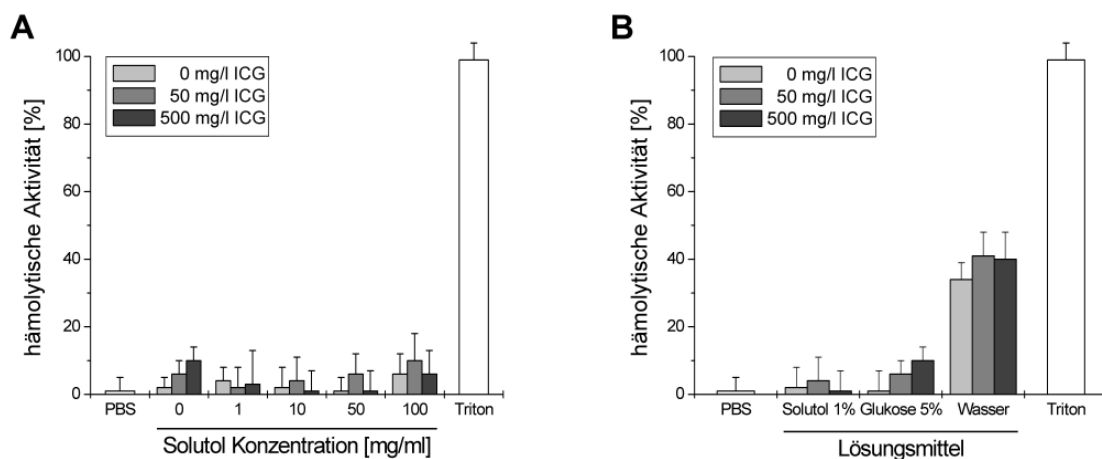 A
hämolytische Aktivität [%]
100
80
60
40
20
0
0 mg/l ICG
50 mg/l ICG
500 mg/l ICG
PBS 0 1 10 50 100 Triton
Solutol Konzentration [mg/ml]
B
hämolytische Aktivität [%]
100
80
60
40
20
0
0 mg/l ICG
50 mg/l ICG
500 mg/l ICG
PBS Solutol 1% Glukose 5% Wasser Triton
Lösungsmittel